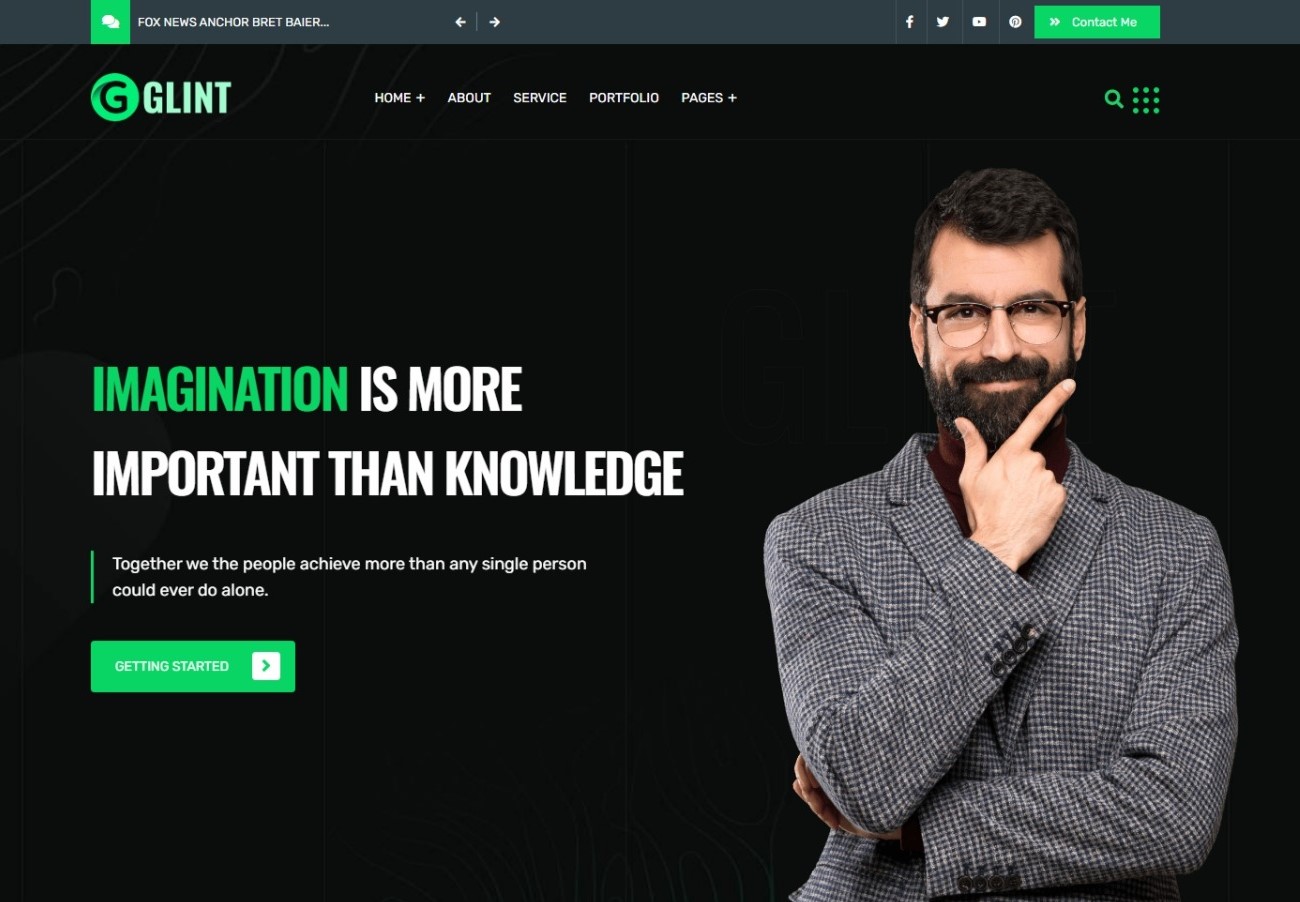 FOX NEWS ANCHOR BRET BAIER...
Contact Me
G GLINT
HOME + ABOUT SERVICE PORTFOLIO PAGES +
GLINT
IMAGINATION IS MORE
IMPORTANT THAN KNOWLEDGE
Together we the people achieve more than any single person
could ever do alone.
GETTING STARTED